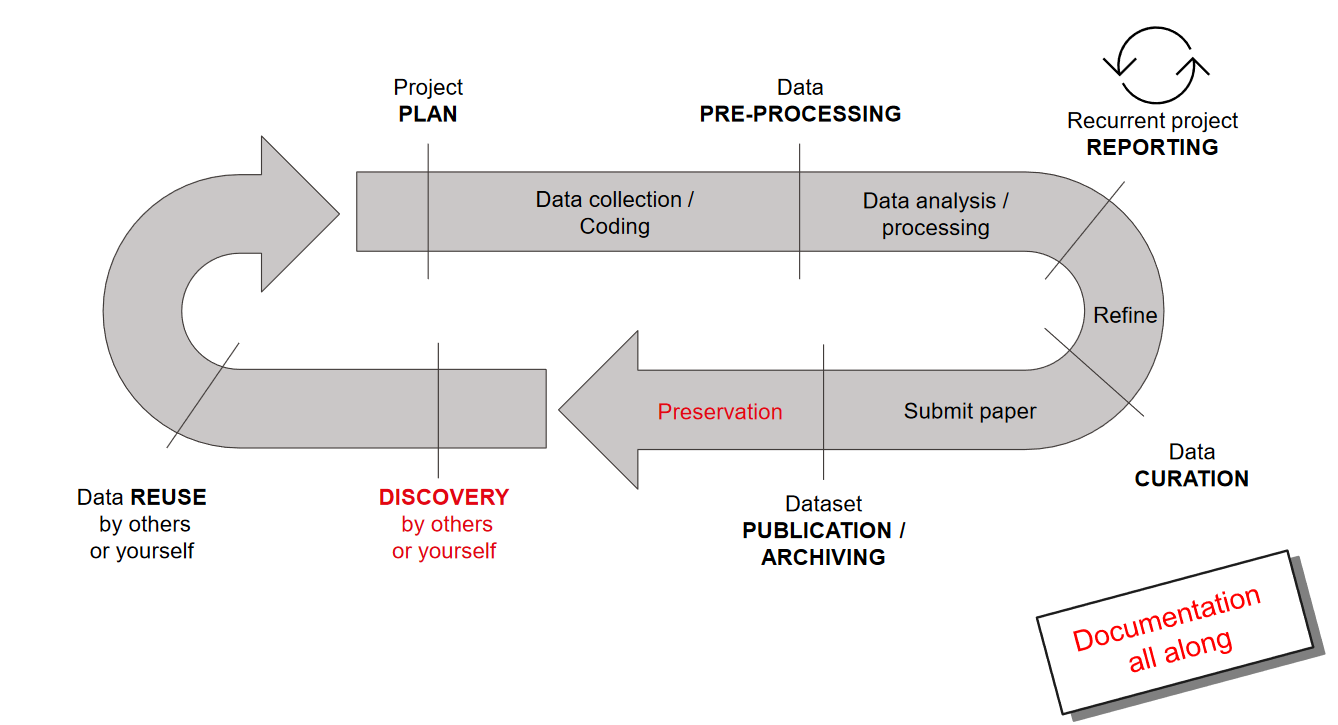 Project
PLAN
Data
PRE-PROCESSING
Recurrent project
REPORTING
Data collection /
Coding
Data analysis /
processing
Refine
Preservation
Submit paper
Data
CURATION
Data REUSE
by others
or yourself
DISCOVERY
by others
or yourself
Dataset
PUBLICATION /
ARCHIVING
Documentation
all along